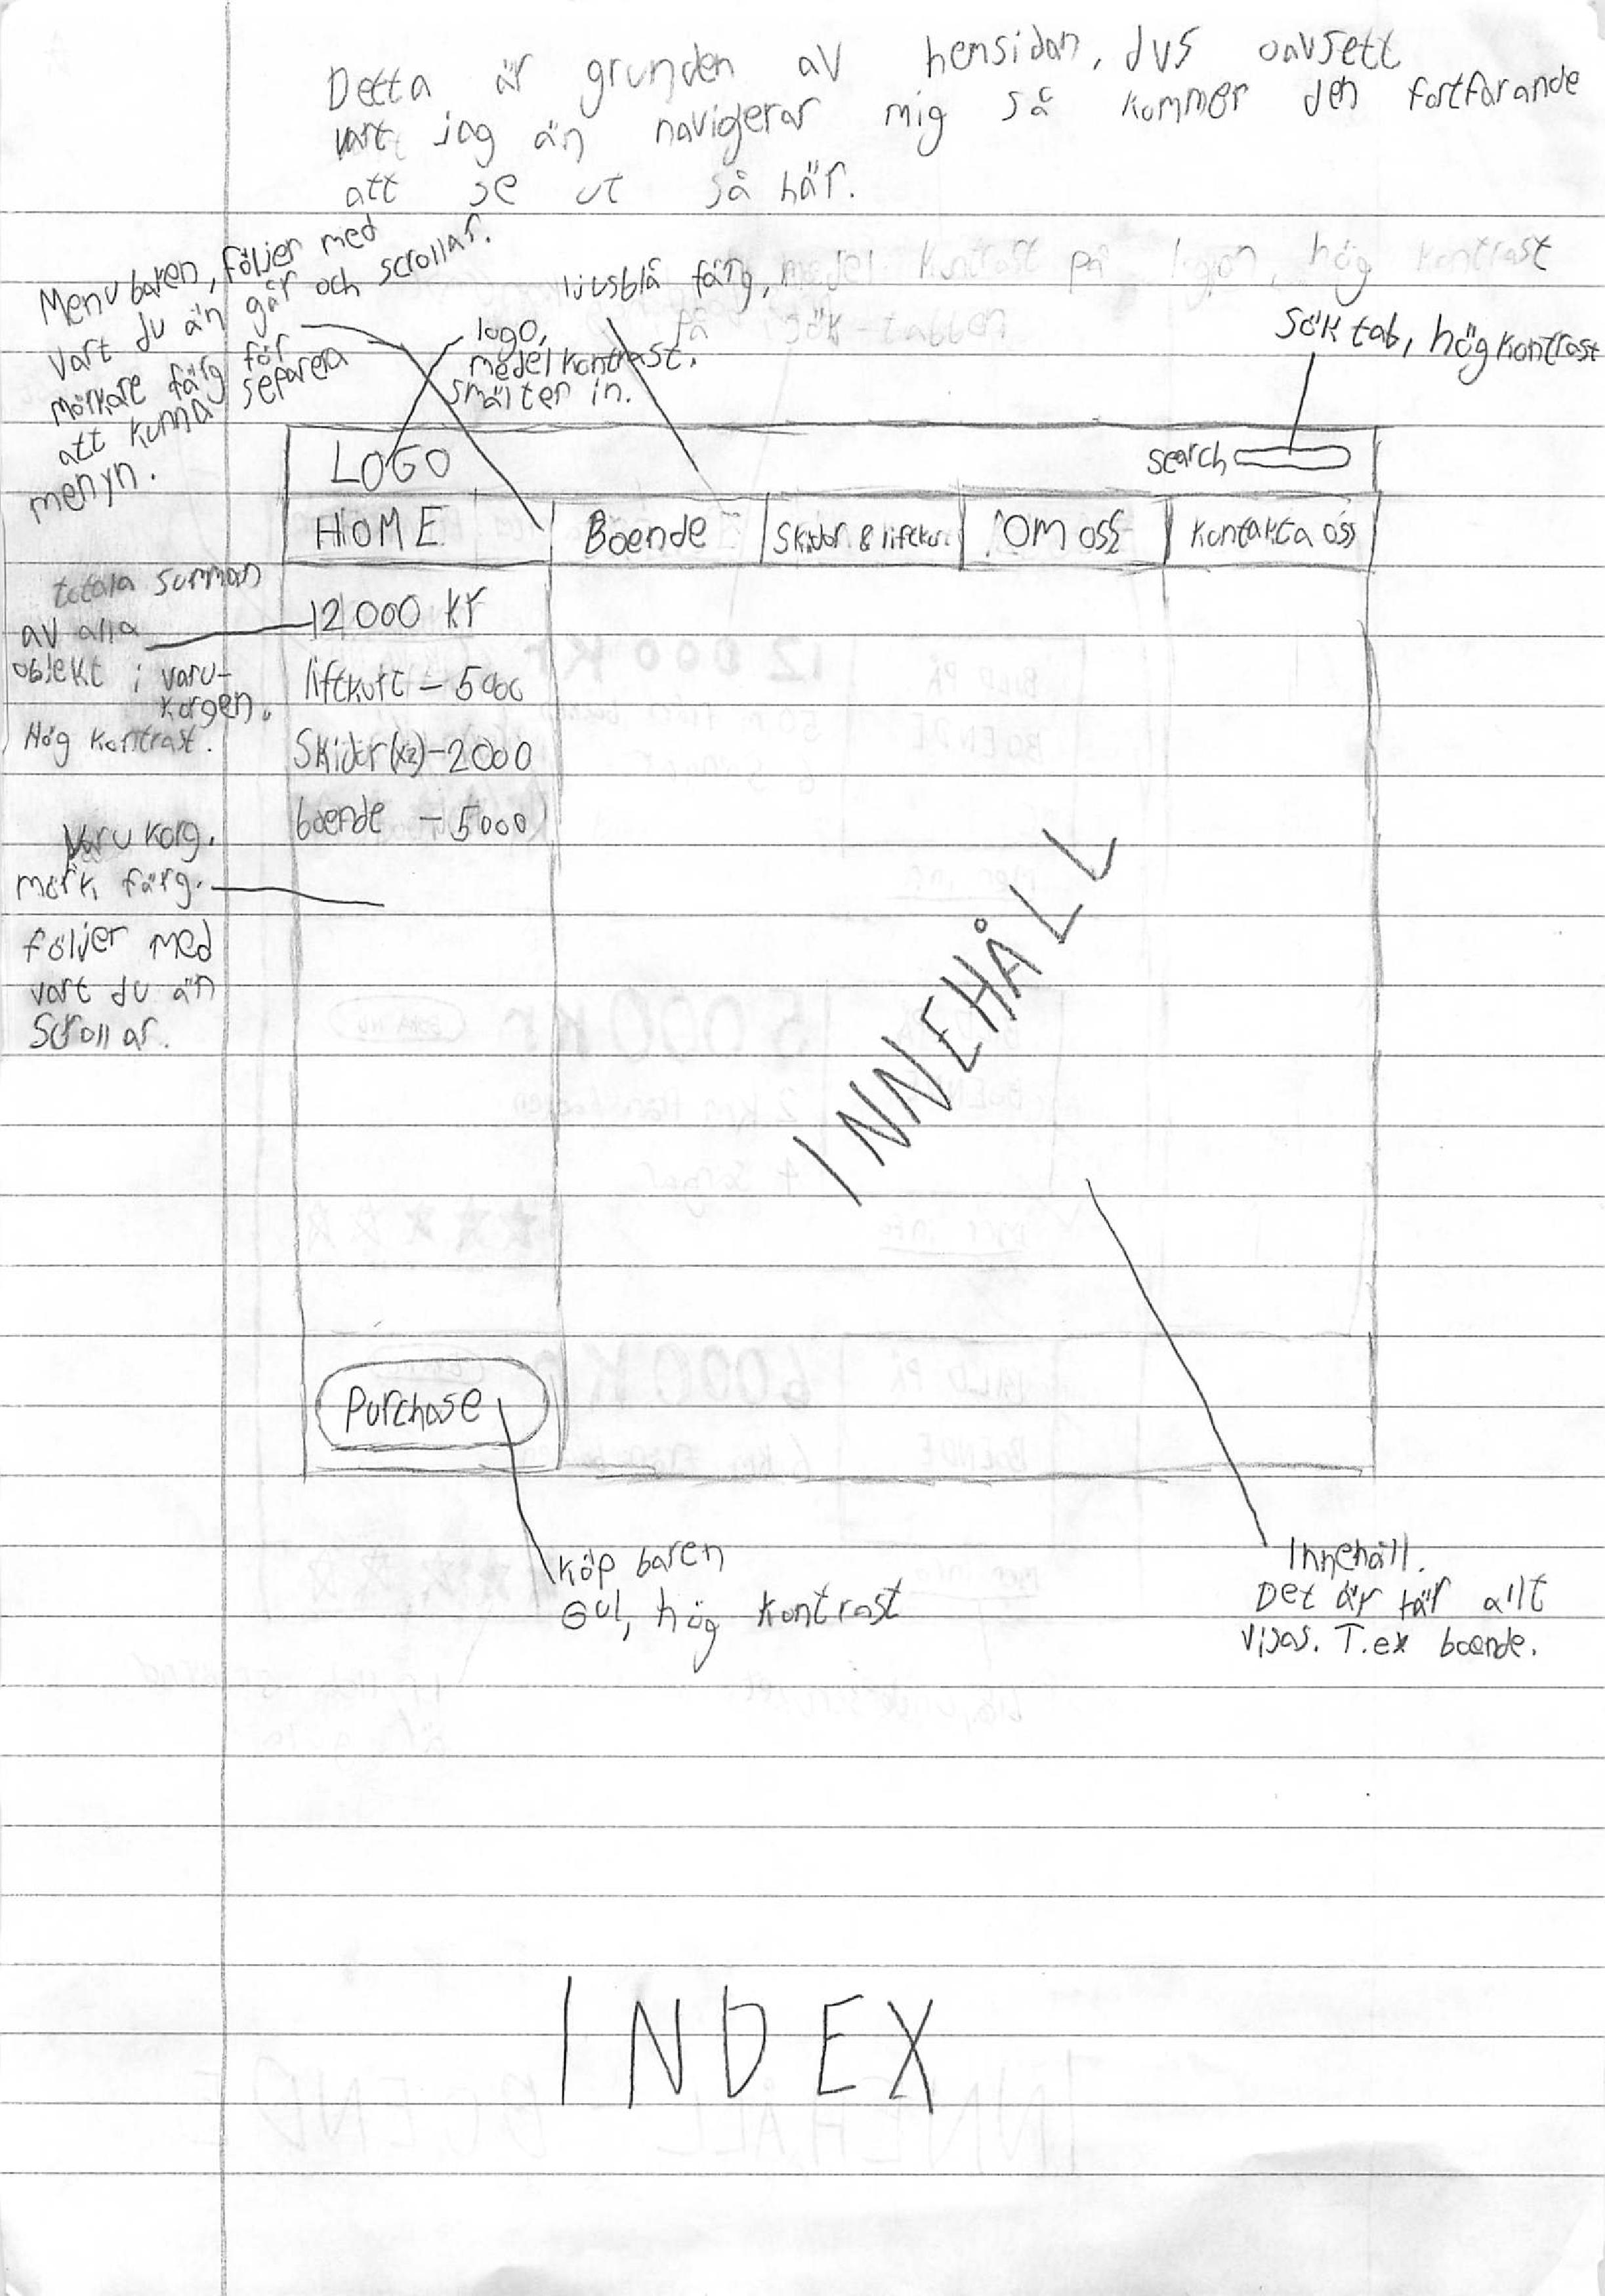 Detta är grunden av hemsidan, dvs oavsett
vart jag än navigerar mig så kommer den fortfarande
att se ut så här.
Menu baren, följer med
vart du än går och scrollar.
mörkare färg för
att kunna separera
menyn.
ljusblå färg, medel kontrast på logon, hög kontrast
på sök-tabben
logo,
medel kontrast.
smälter in.
Sök tab, hög kontrast
LOGO
search
HOME
Boende
Skidor & liftkort
OM oss
Kontakta oss
totala summan
av alla
objekt i varu-
korgen.
Hög kontrast.
12 000 kr
liftkort - 5000
Skidor (x2) - 2000
boende - 5000
Varukorg.
mörk färg.
följer med
vart du än
Scrollar.
INNEHÅLL
Purchase
Köp baren
Gul, hög kontrast
Innehåll.
Det är här allt
visas. T.ex boende.
INDEX